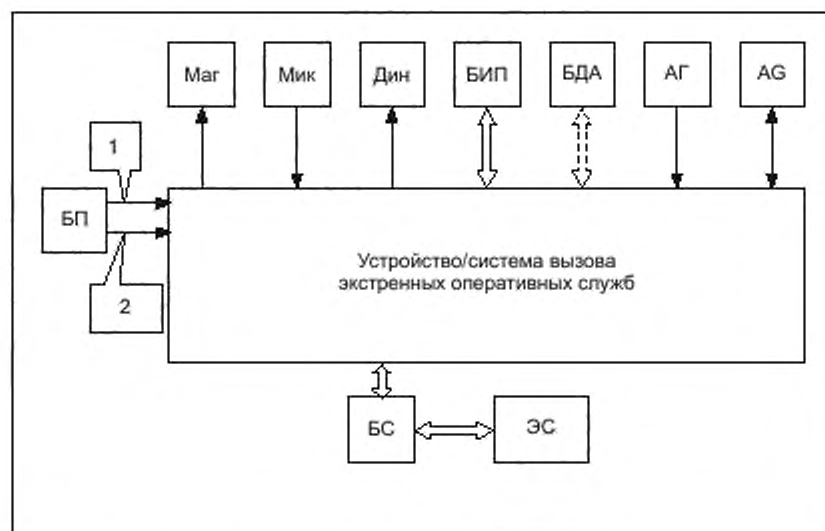 Маг
Мик
Дин
БИП
БДА
АГ
AG
1
БП
2
Устройство/система вызова
экстренных оперативных служб
БС
ЭС